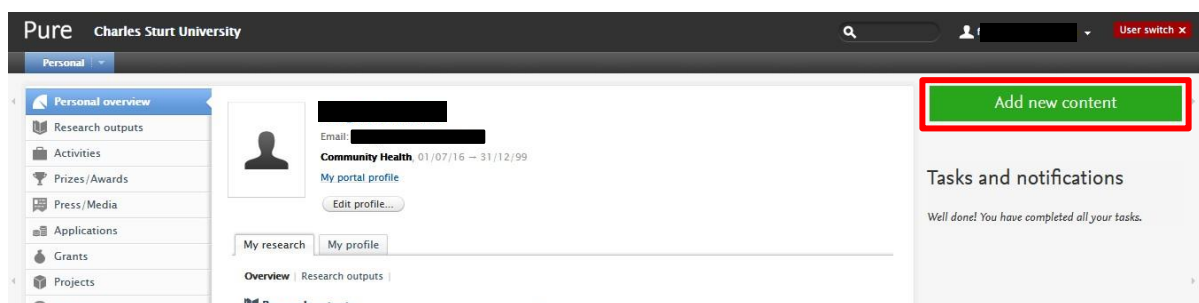 Pure Charles Sturt University
User switch ×
Personal
Personal overview
Research outputs
Activities
Prizes/Awards
Press/Media
Applications
Grants
Projects
Email:
Community Health, 01/07/16 → 31/12/99
My portal profile
Edit profile...
My research
My profile
Overview | Research outputs |
Add new content
Tasks and notifications
Well done! You have completed all your tasks.